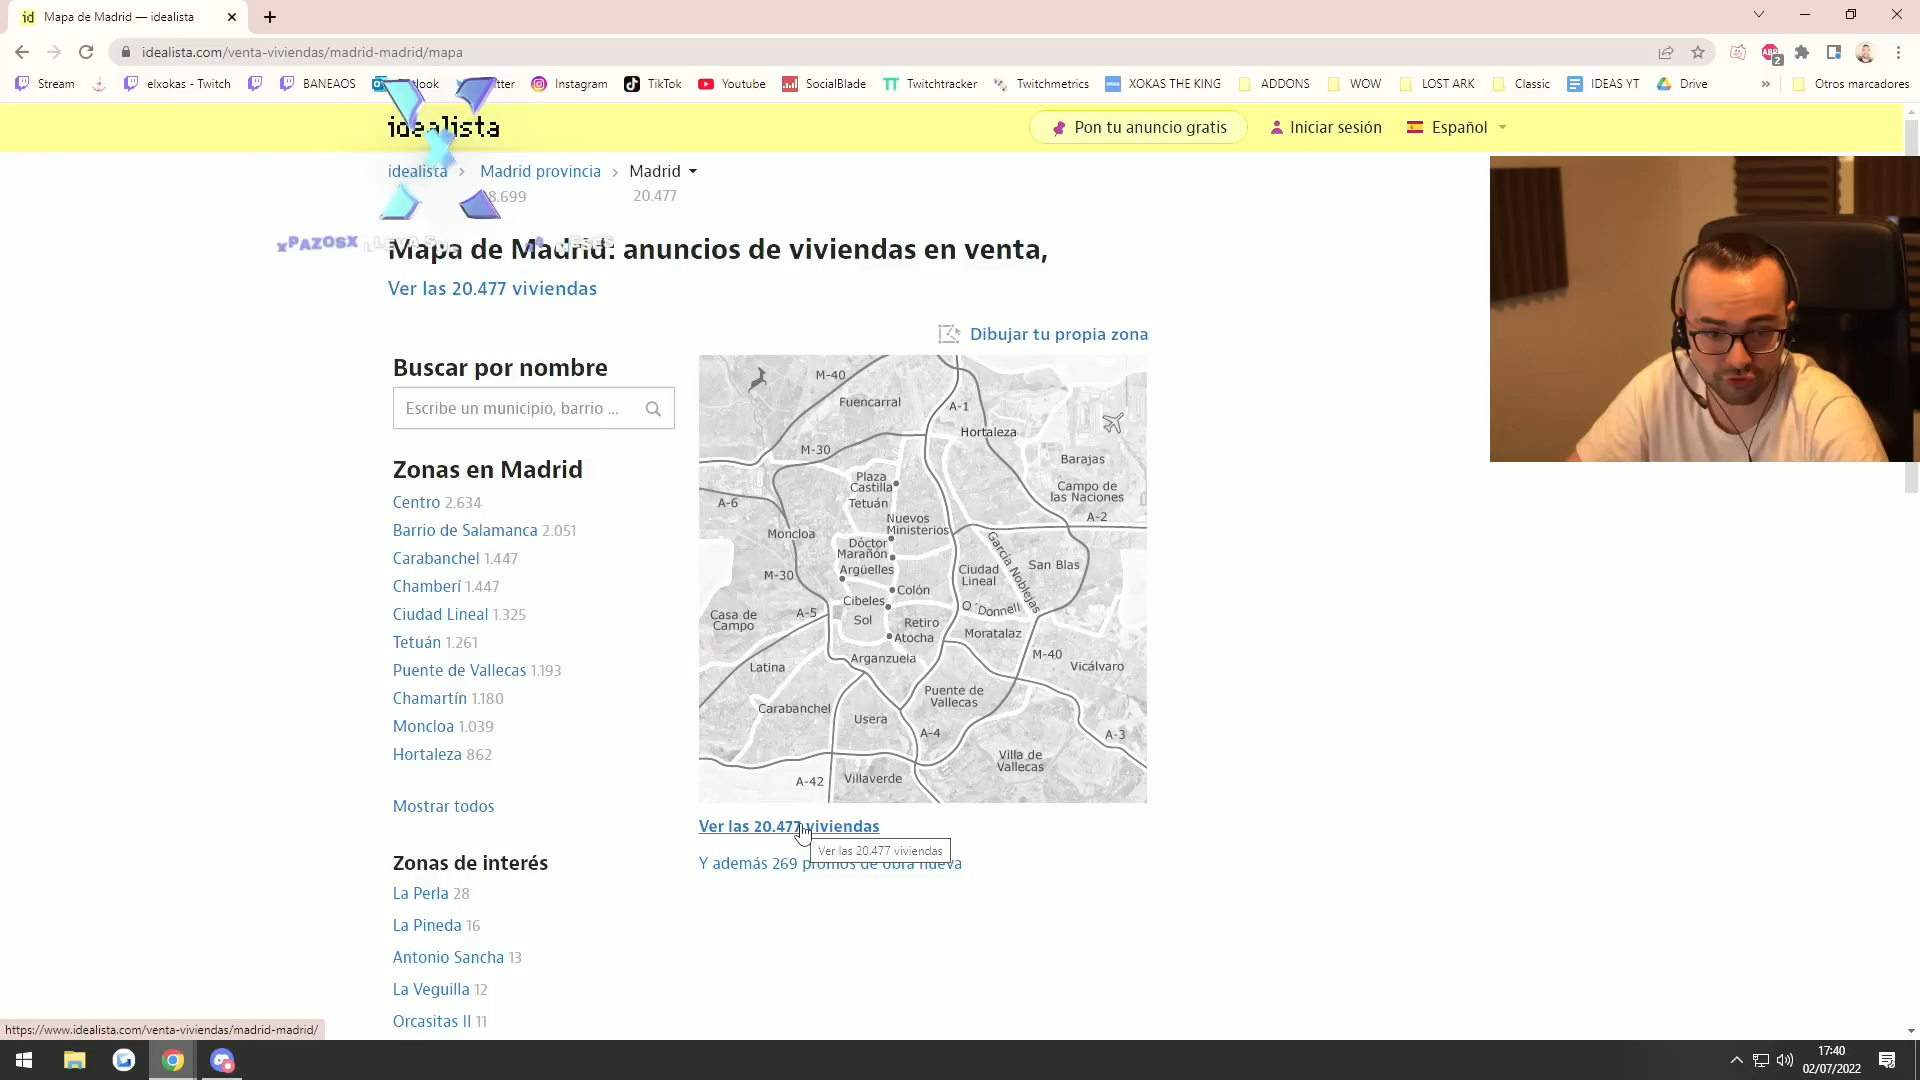 Mapa de Madrid — idealista
idealista.com/venta-viviendas/madrid-madrid/mapa
2
Stream
elxokas - Twitch
BANEAOS
Instagram
TikTok
Youtube
SocialBlade
Twitchtracker
Twitchmetrics
XOKAS THE KING
ADDONS
WOW
LOST ARK
Classic
IDEAS YT
Drive
Otros marcadores
idealista
Pon tu anuncio gratis
Iniciar sesión
Español
idealista
Madrid provincia
Madrid
8.699
20.477
xPAZOSX
MESES
Mapa de Madrid: anuncios de viviendas en venta,
Ver las 20.477 viviendas
Dibujar tu propia zona
Buscar por nombre
Escribe un municipio, barrio ...
Zonas en Madrid
Centro 2.634
Barrio de Salamanca 2.051
Carabanchel 1.447
Chamberí 1.447
Ciudad Lineal 1.325
Tetuán 1.261
Puente de Vallecas 1.193
Chamartín 1.180
Moncloa 1.039
Hortaleza 862
Mostrar todos
Zonas de interés
La Perla 28
La Pineda 16
Antonio Sancha 13
La Veguilla 12
Orcasitas II 11
M-40
Fuencarral
A-1
Hortaleza
M-30
Barajas
Plaza
Castilla
Campo de
las Naciones
A-6
Tetuán
A-2
Nuevos
Ministerios
Moncloa
Dóctor
Marañón
García Noblejas
San Blas
M-30
Argüelles
Ciudad
Lineal
Colón
Cibeles
O´Donnell
Casa de
Campo
A-5
Sol
Retiro
Atocha
Moratalaz
Arganzuela
M-40
Latina
Vicálvaro
Puente de
Vallecas
Carabanchel
Usera
A-4
A-3
Villa de
Vallecas
A-42
Villaverde
Ver las 20.477 viviendas
Ver las 20.477 viviendas
Y además 269 promos de obra nueva
https://www.idealista.com/venta-viviendas/madrid-madrid/
17:40
02/07/2022